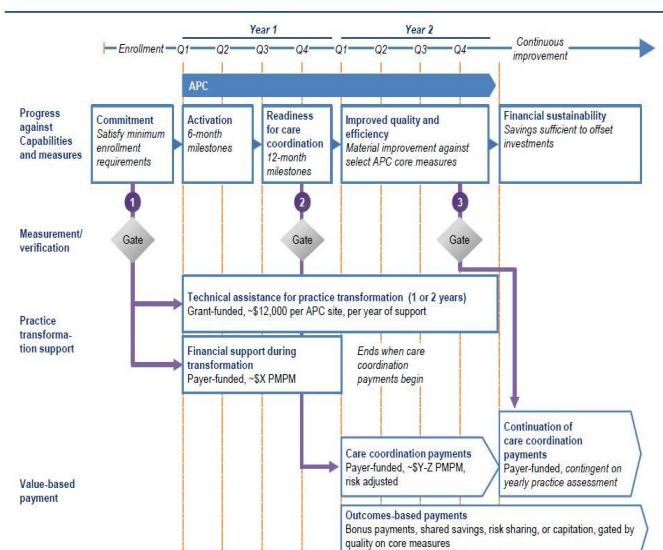 Year 1
Year 2
Enrollment
Q1
Q2
Q3
Q4
Q1
Q2
Q3
Q4
Continuous
improvement
APC
Progress
against
Capabilities
and measures
Commitment
Satisfy minimum
enrollment
requirements
Activation
6-month
milestones
Readiness
for care
coordination
12-month
milestones
Improved quality and
efficiency
Material improvement against
select APC core measures
Financial sustainability
Savings sufficient to offset
investments
1
2
3
Measurement/
verification
Gate
Gate
Gate
Practice
transforma-
tion support
Technical assistance for practice transformation (1 or 2 years)
Grant-funded, ~$12,000 per APC site, per year of support
Financial support during
transformation
Payer-funded, ~$X PMPM
Ends when care
coordination
payments begin
Value-based
payment
Care coordination payments
Payer-funded, ~$Y-Z PMPM,
risk adjusted
Continuation of
care coordination
payments
Payer-funded, contingent on
yearly practice assessment
Outcomes-based payments
Bonus payments, shared savings, risk sharing, or capitation, gated by
quality on core measures